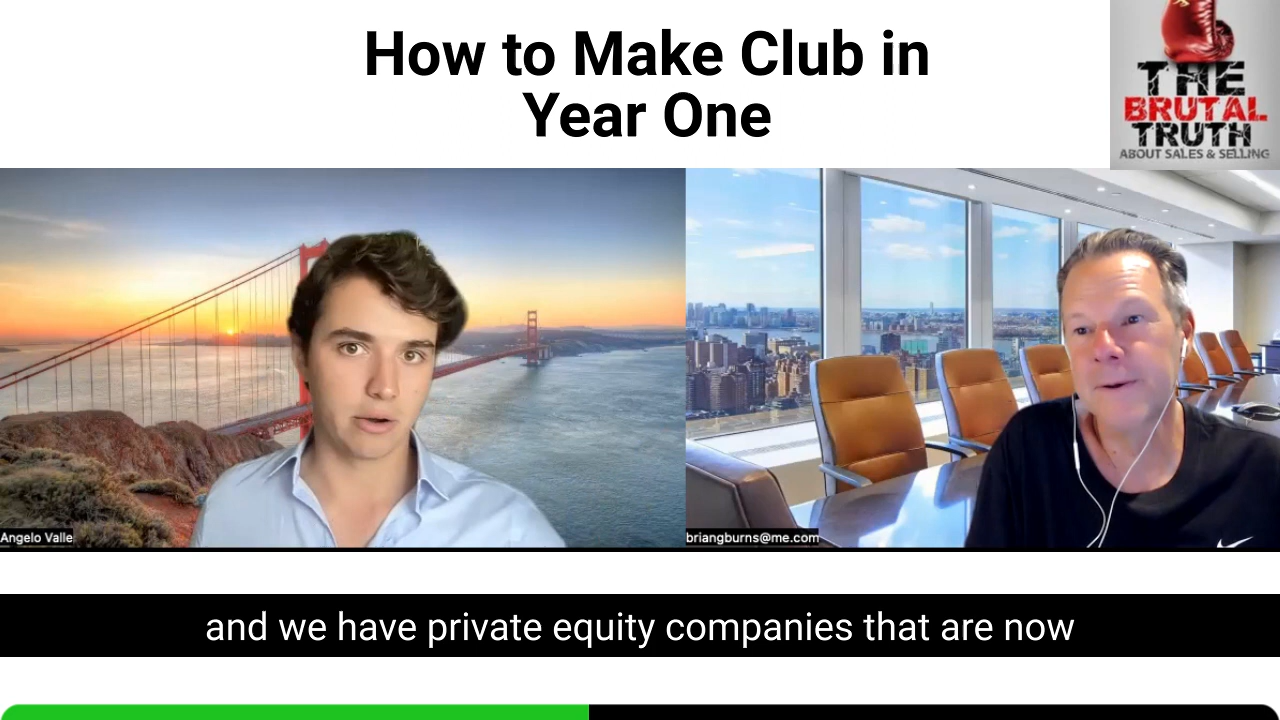 How to Make Club in
Year One
THE
BRUTAL
TRUTH
ABOUT SALES & SELLING
Angelo Valle
briangburns@me.com
and we have private equity companies that are now